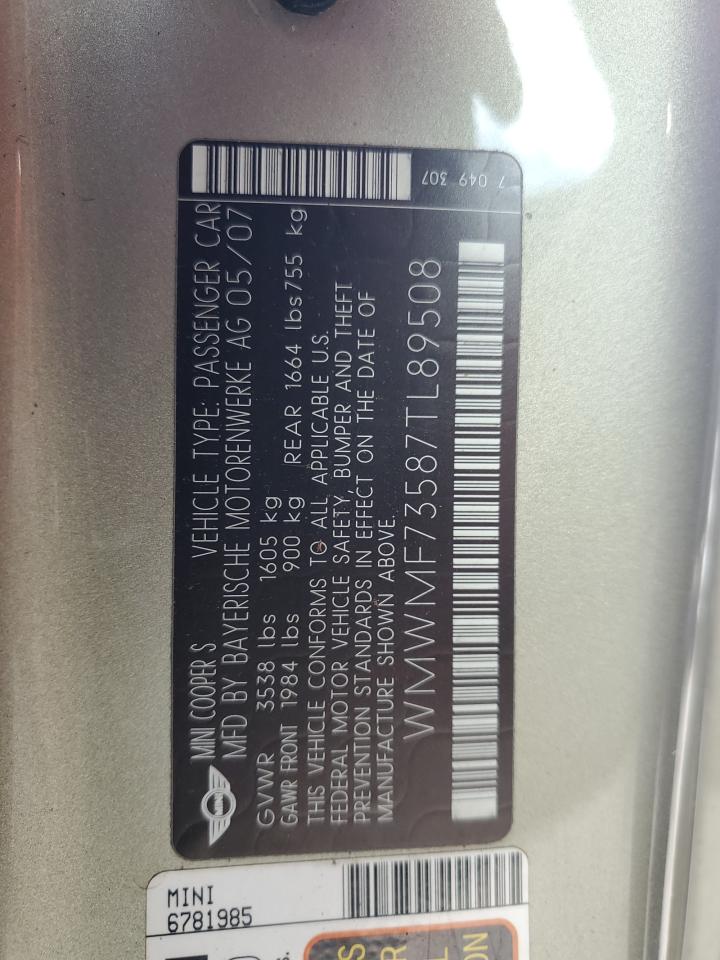 MINI
MINI COOPER S VEHICLE TYPE: PASSENGER CAR
MFD BY BAYERISCHE MOTORENWERKE AG 05/07
GVWR 3538 lbs 1605 kg
GAWR FRONT 1984 lbs 900 kg REAR 1664 lbs 755 kg
THIS VEHICLE CONFORMS TO ALL APPLICABLE U.S.
FEDERAL MOTOR VEHICLE SAFETY, BUMPER AND THEFT
PREVENTION STANDARDS IN EFFECT ON THE DATE OF
MANUFACTURE SHOWN ABOVE.
WMWMF73587TL89508
7 049 307
MINI
6781985